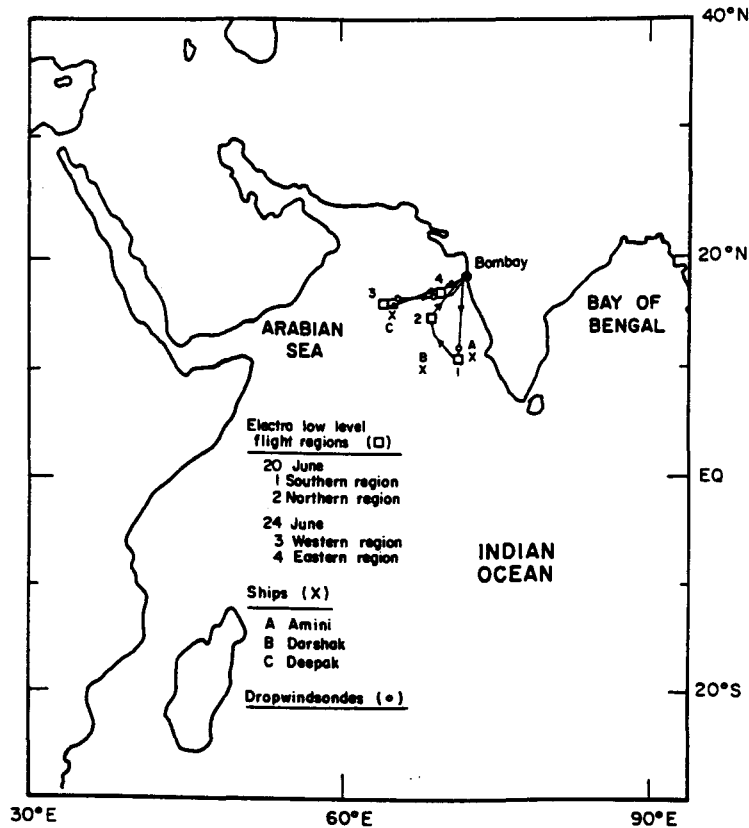 40°N
20°N
EQ
20°S
30°E
60°E
90°E
Bombay
BAY OF
BENGAL
ARABIAN
SEA
INDIAN
OCEAN
4
3
C
X
2
A
X
B
X
1
Electro low level
flight regions (□)
20 June
1 Southern region
2 Northern region
24 June
3 Western region
4 Eastern region
Ships (X)
A Amini
B Darshak
C Deepak
Dropwindsondes (∘)